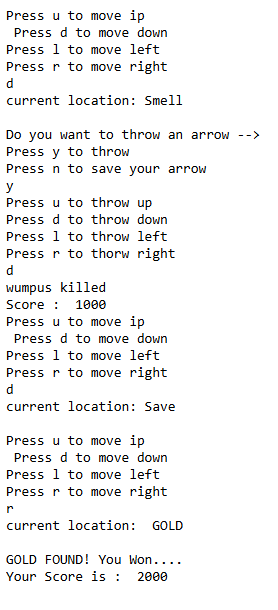 Press u to move ip
 Press d to move down
Press l to move left
Press r to move right
d
current location: Smell

Do you want to throw an arrow -->
Press y to throw
Press n to save your arrow
y
Press u to throw up
Press d to throw down
Press l to throw left
Press r to thorw right
d
wumpus killed
Score :  1000
Press u to move ip
 Press d to move down
Press l to move left
Press r to move right
d
current location: Save

Press u to move ip
 Press d to move down
Press l to move left
Press r to move right
r
current location:  GOLD

GOLD FOUND! You Won....
Your Score is :  2000